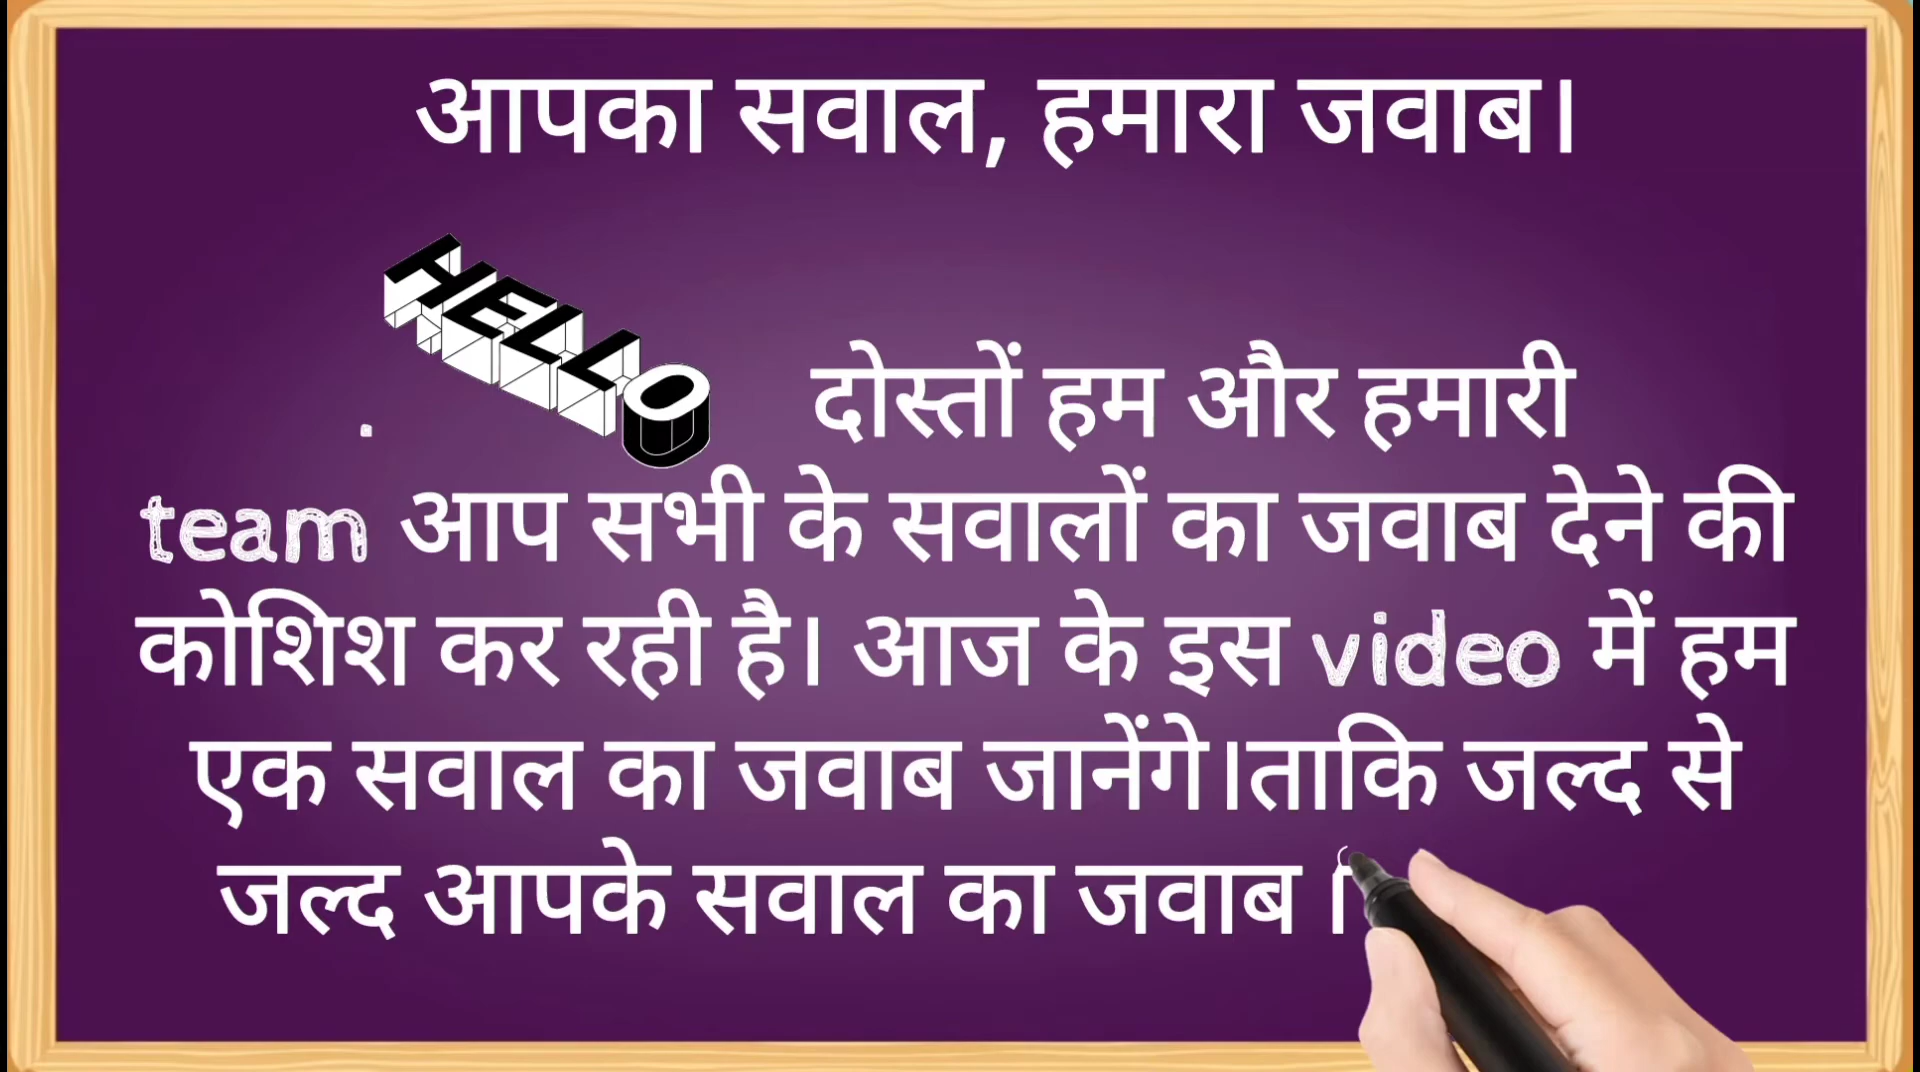 आपका सवाल, हमारा जवाब।
HELLO
. दोस्तों हम और हमारी
team आप सभी के सवालों का जवाब देने की
कोशिश कर रही है। आज के इस video में हम
एक सवाल का जवाब जानेंगे।ताकि जल्द से
जल्द आपके सवाल का जवाब